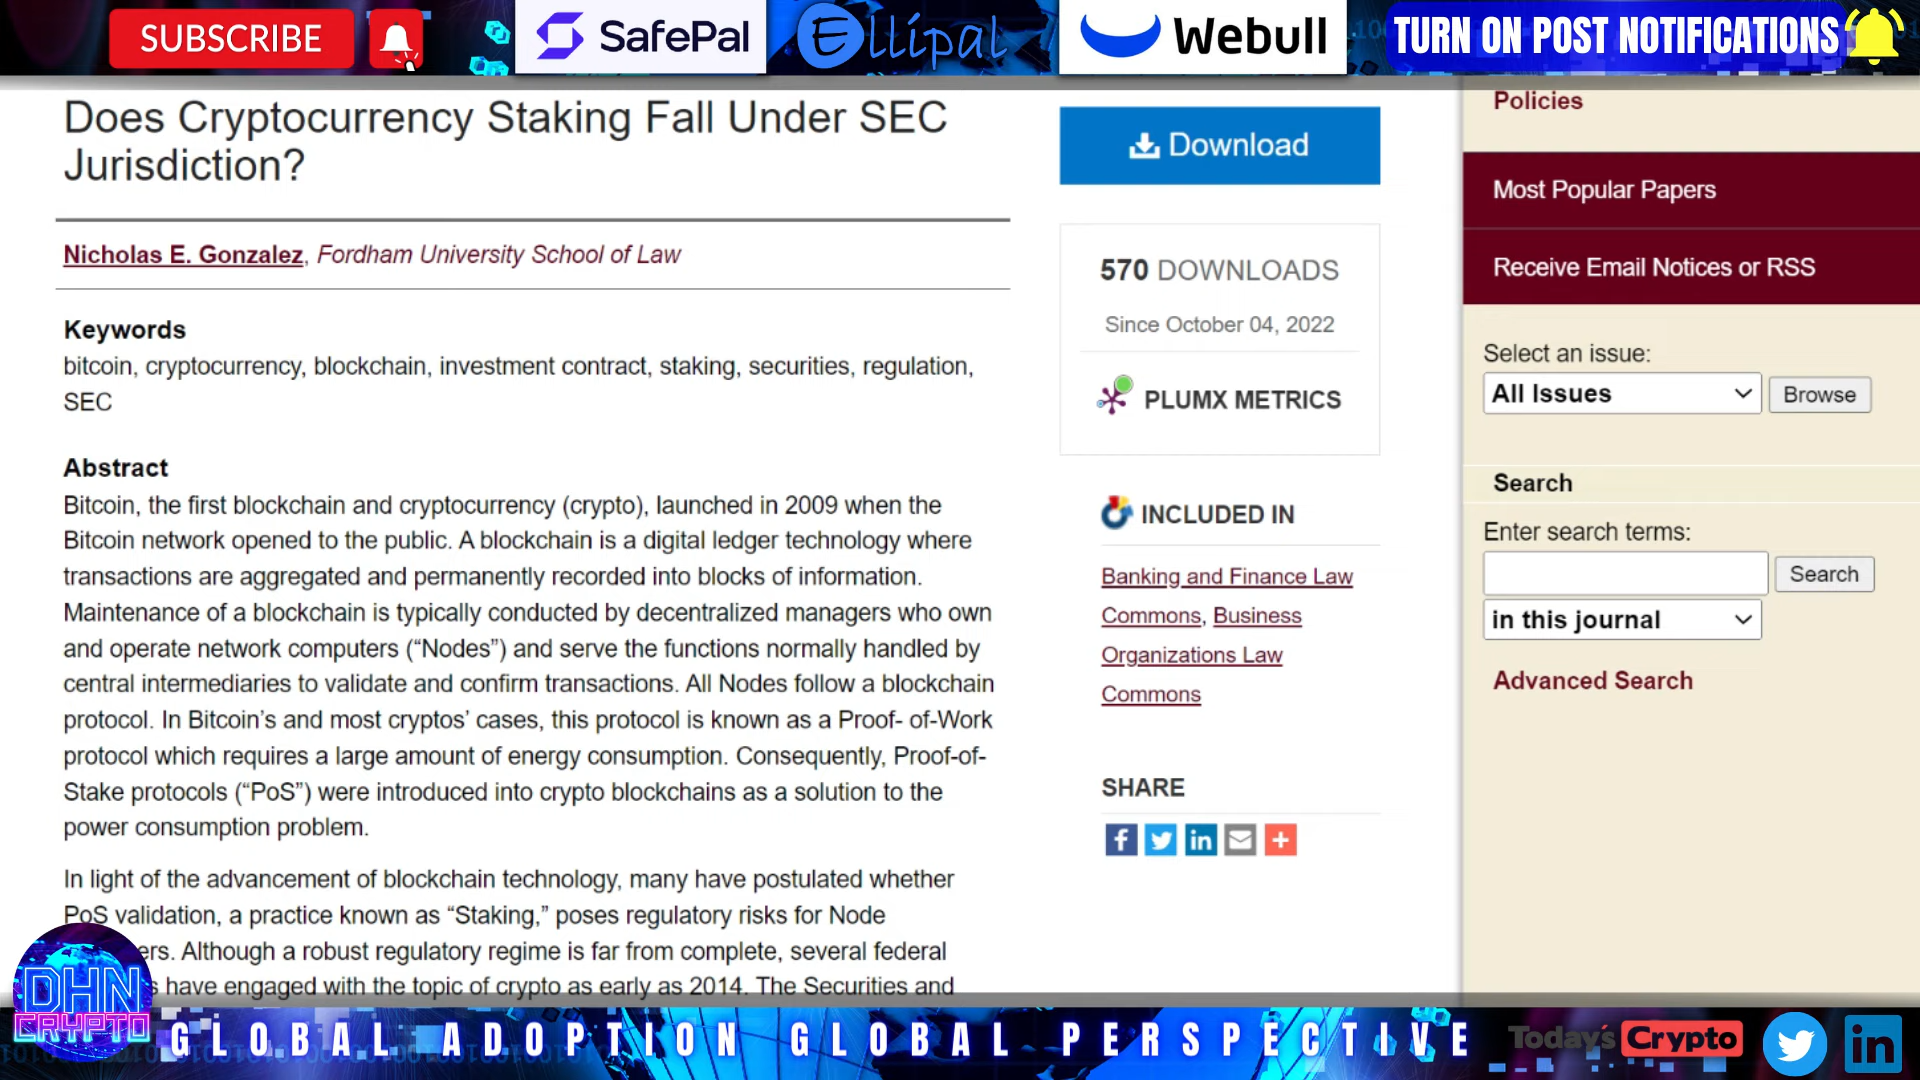 SUBSCRIBE
SafePal
Ellipal
Webull
TURN ON POST NOTIFICATIONS
Does Cryptocurrency Staking Fall Under SEC
Jurisdiction?
Nicholas E. Gonzalez, Fordham University School of Law
Keywords
bitcoin, cryptocurrency, blockchain, investment contract, staking, securities, regulation,
SEC
Abstract
Bitcoin, the first blockchain and cryptocurrency (crypto), launched in 2009 when the
Bitcoin network opened to the public. A blockchain is a digital ledger technology where
transactions are aggregated and permanently recorded into blocks of information.
Maintenance of a blockchain is typically conducted by decentralized managers who own
and operate network computers (“Nodes”) and serve the functions normally handled by
central intermediaries to validate and confirm transactions. All Nodes follow a blockchain
protocol. In Bitcoin’s and most cryptos’ cases, this protocol is known as a Proof- of-Work
protocol which requires a large amount of energy consumption. Consequently, Proof-of-
Stake protocols (“PoS”) were introduced into crypto blockchains as a solution to the
power consumption problem.
In light of the advancement of blockchain technology, many have postulated whether
PoS validation, a practice known as “Staking,” poses regulatory risks for Node
ers. Although a robust regulatory regime is far from complete, several federal
s have engaged with the topic of crypto as early as 2014. The Securities and
Download
570 DOWNLOADS
Since October 04, 2022
PLUMX METRICS
INCLUDED IN
Banking and Finance Law
Commons, Business
Organizations Law
Commons
SHARE
Policies
Most Popular Papers
Receive Email Notices or RSS
Select an issue:
All Issues
Browse
Search
Enter search terms:
Search
in this journal
Advanced Search
DHN
CRYPTO
GLOBAL ADOPTION GLOBAL PERSPECTIVE
Today's Crypto